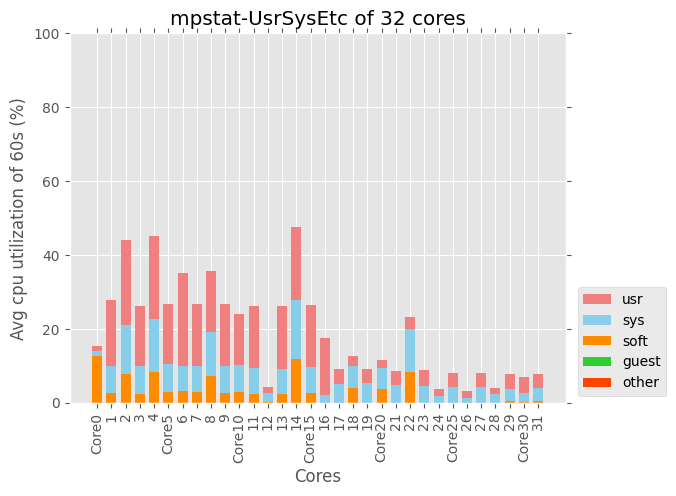 mpstat-UsrSysEtc of 32 cores
Avg cpu utilization of 60s (%)
100
80
60
40
20
0
Core0 1 2 3 4 Core5 6 7 8 9 Core10 11 12 13 14 Core15 16 17 18 19 Core20 21 22 23 24 Core25 26 27 28 29 Core30 31
Cores
usr
sys
soft
guest
other